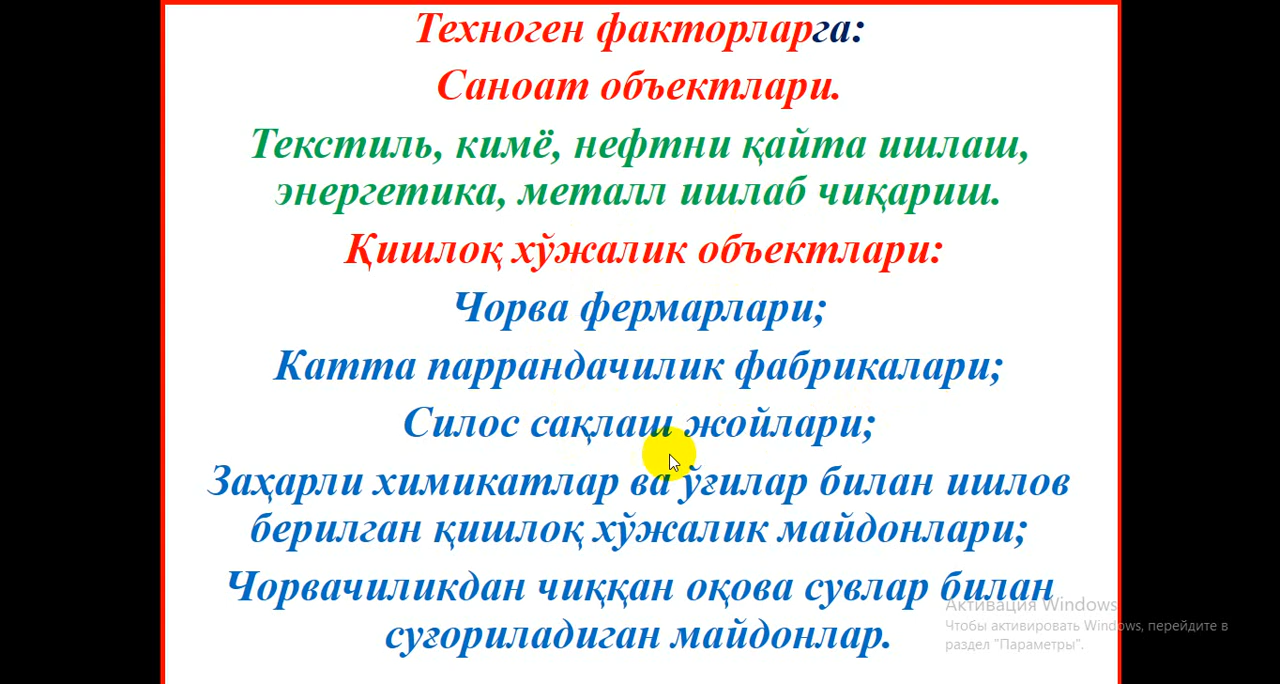 Техноген факторларга:
Саноат объектлари.
Текстиль, кимё, нефтни қайта ишлаш,
энергетика, металл ишлаб чиқариш.
Қишлоқ хўжалик объектлари:
Чорва фермарлари;
Катта паррандачилик фабрикалари;
Силос сақлаш жойлари;
Заҳарли химикатлар ва ўғилар билан ишлов
берилган қишлоқ хўжалик майдонлари;
Чорвачиликдан чиққан оқова сувлар билан
суғориладиган майдонлар.
Активация Windows
Чтобы активировать Windows, перейдите в
раздел "Параметры".